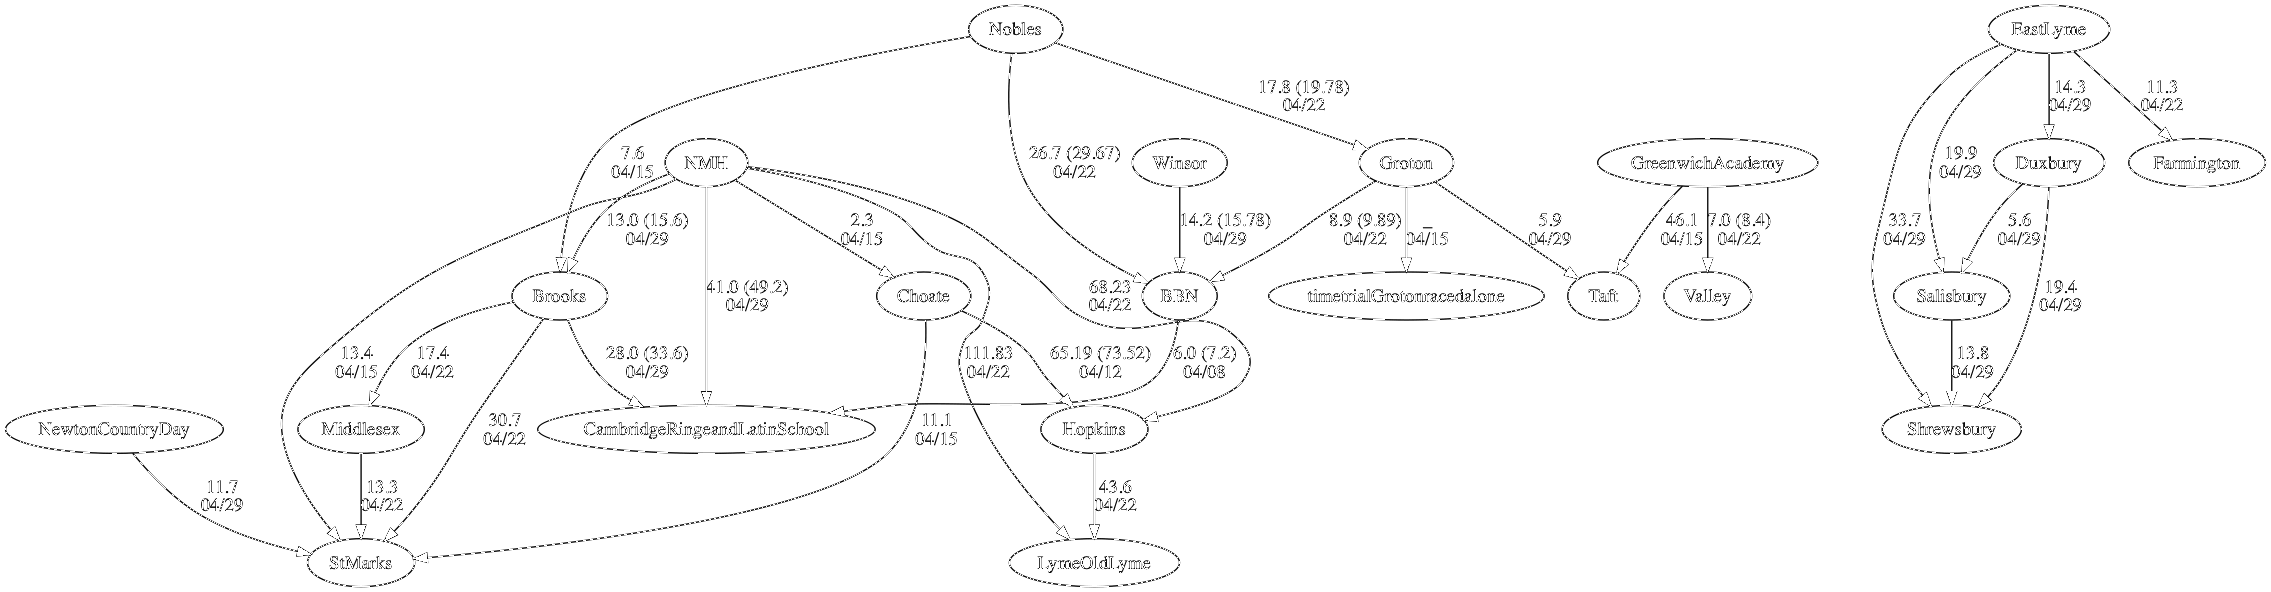 Nobles
EastLyme
17.8 (19.78)
04/22
14.3
04/29
11.3
04/22
7.6
04/15
NMH
26.7 (29.67)
04/22
Winsor
Groton
GreenwichAcademy
19.9
04/29
Duxbury
Farmington
13.0 (15.6)
04/29
2.3
04/15
14.2 (15.78)
04/29
8.9 (9.89)
04/22
_
04/15
5.9
04/29
46.1
04/15
7.0 (8.4)
04/22
33.7
04/29
5.6
04/29
Brooks
41.0 (49.2)
04/29
Choate
68.23
04/22
BBN
timetrialGrotonracedalone
Taft
Valley
Salisbury
19.4
04/29
13.4
04/15
17.4
04/22
28.0 (33.6)
04/29
111.83
04/22
65.19 (73.52)
04/12
6.0 (7.2)
04/08
13.8
04/29
NewtonCountryDay
Middlesex
30.7
04/22
CambridgeRingeandLatinSchool
11.1
04/15
Hopkins
Shrewsbury
11.7
04/29
13.3
04/22
43.6
04/22
StMarks
LymeOldLyme